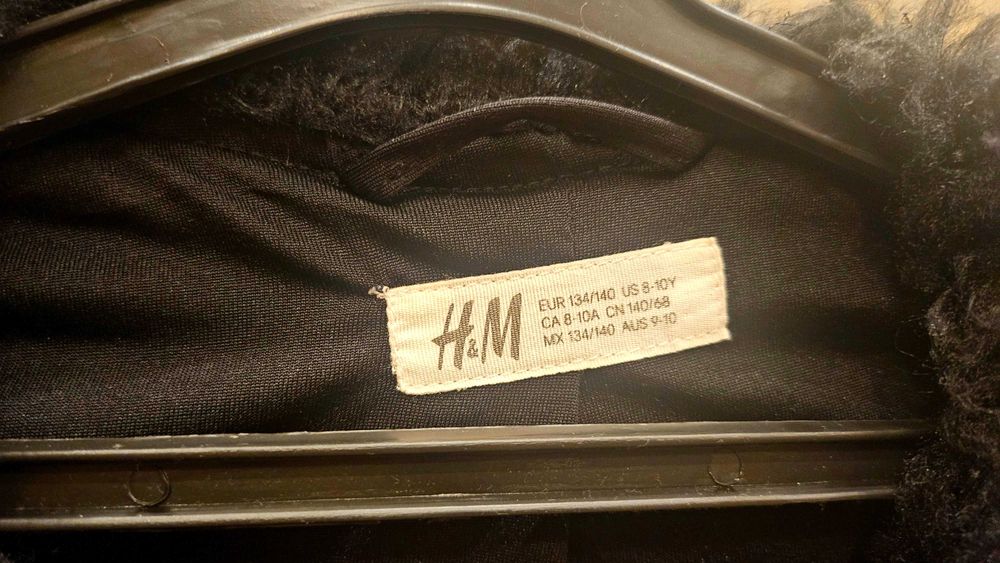 H&M
EUR 134/140 US 8-10Y
CA 8-10A CN 140/68
MX 134/140 AUS 9-10